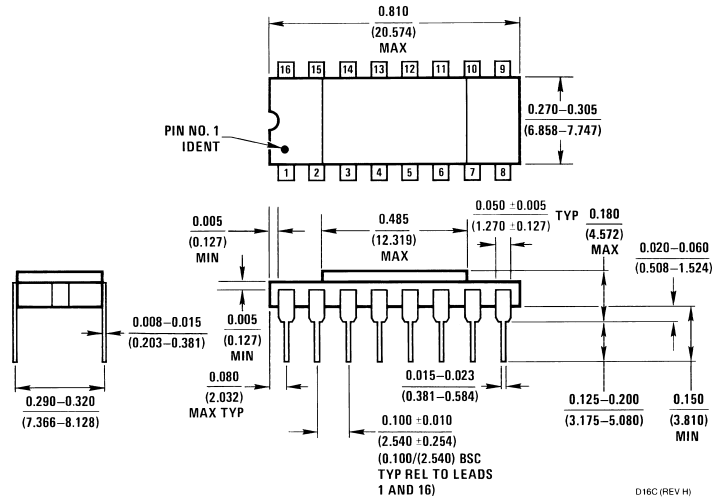 0.810
(20.574)
MAX
16 15 14 13 12 11 10 9
0.270–0.305
(6.858–7.747)
PIN NO. 1
IDENT
1 2 3 4 5 6 7 8
0.005
(0.127)
MIN
0.485
(12.319)
MAX
0.050 ±0.005
(1.270 ±0.127)
TYP
0.180
(4.572)
MAX
0.020–0.060
(0.508–1.524)
0.008–0.015
(0.203–0.381)
0.005
(0.127)
MIN
0.290–0.320
(7.366–8.128)
0.080
(2.032)
MAX TYP
0.015–0.023
(0.381–0.584)
0.100 ±0.010
(2.540 ±0.254)
(0.100/(2.540) BSC
TYP REL TO LEADS
1 AND 16)
0.125–0.200
(3.175–5.080)
0.150
(3.810)
MIN
D16C (REV H)